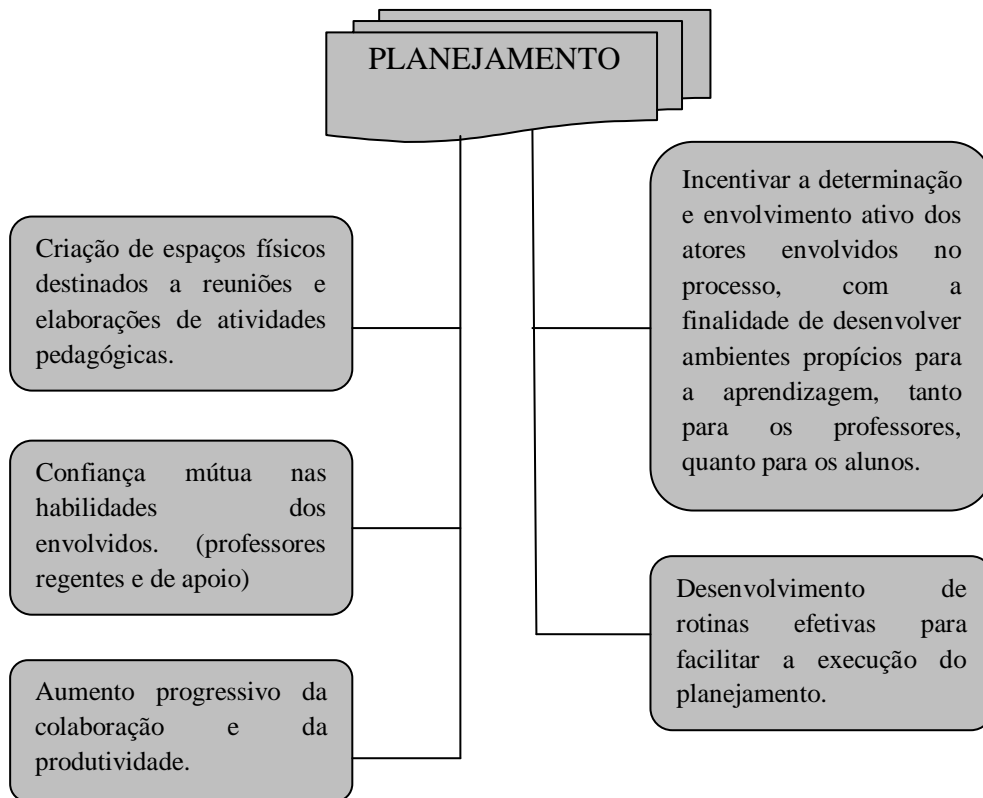 PLANEJAMENTO
Criação de espaços físicos
destinados a reuniões e
elaborações de atividades
pedagógicas.
Confiança mútua nas
habilidades dos
envolvidos. (professores
regentes e de apoio)
Aumento progressivo da
colaboração e da
produtividade.
Incentivar a determinação
e envolvimento ativo dos
atores envolvidos no
processo, com a
finalidade de desenvolver
ambientes propícios para
a aprendizagem, tanto
para os professores,
quanto para os alunos.
Desenvolvimento de
rotinas efetivas para
facilitar a execução do
planejamento.